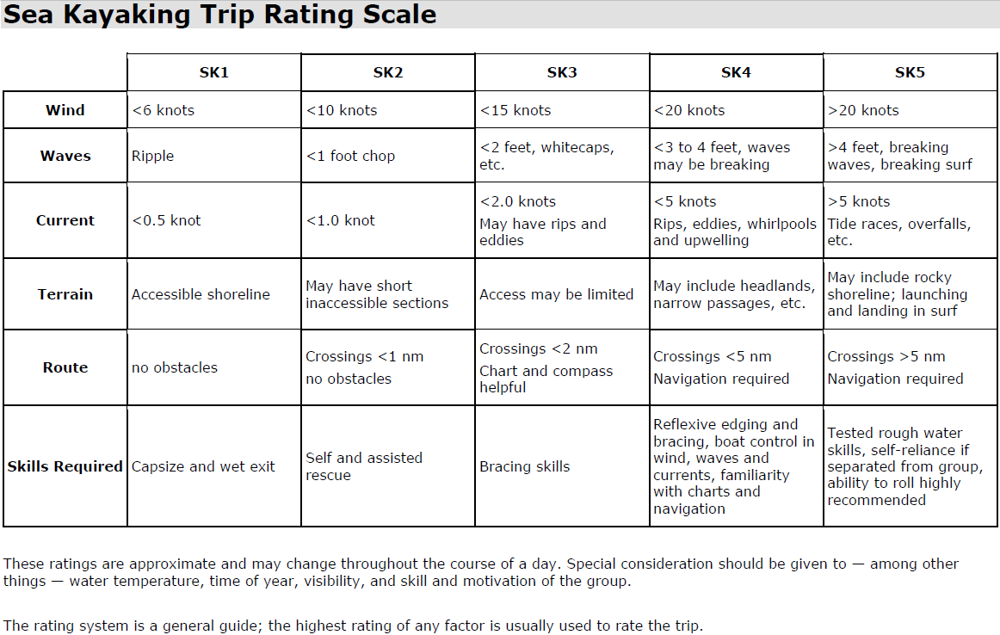 Sea Kayaking Trip Rating Scale
SK1 SK2 SK3 SK4 SK5
Wind <6 knots <10 knots <15 knots <20 knots >20 knots
Waves Ripple <1 foot chop <2 feet, whitecaps, <3 to 4 feet, waves >4 feet, breaking
etc. may be breaking waves, breaking surf
Current <0.5 knot <1.0 knot <2.0 knots <5 knots >5 knots
May have rips and Rips, eddies, whirlpools Tide races, overfalls,
eddies and upwelling etc.
Terrain Accessible shoreline May have short Access may be limited May include headlands, May include rocky
inaccessible sections narrow passages, etc. shoreline; launching
and landing in surf
Route no obstacles Crossings <1 nm Crossings <2 nm Crossings <5 nm Crossings >5 nm
no obstacles Chart and compass Navigation required Navigation required
helpful
Skills Required Capsize and wet exit Self and assisted Bracing skills Reflexive edging and Tested rough water
rescue bracing, boat control in skills, self-reliance if
wind, waves and separated from group,
currents, familiarity ability to roll highly
with charts and recommended
navigation
These ratings are approximate and may change throughout the course of a day. Special consideration should be given to — among other
things — water temperature, time of year, visibility, and skill and motivation of the group.
The rating system is a general guide; the highest rating of any factor is usually used to rate the trip.